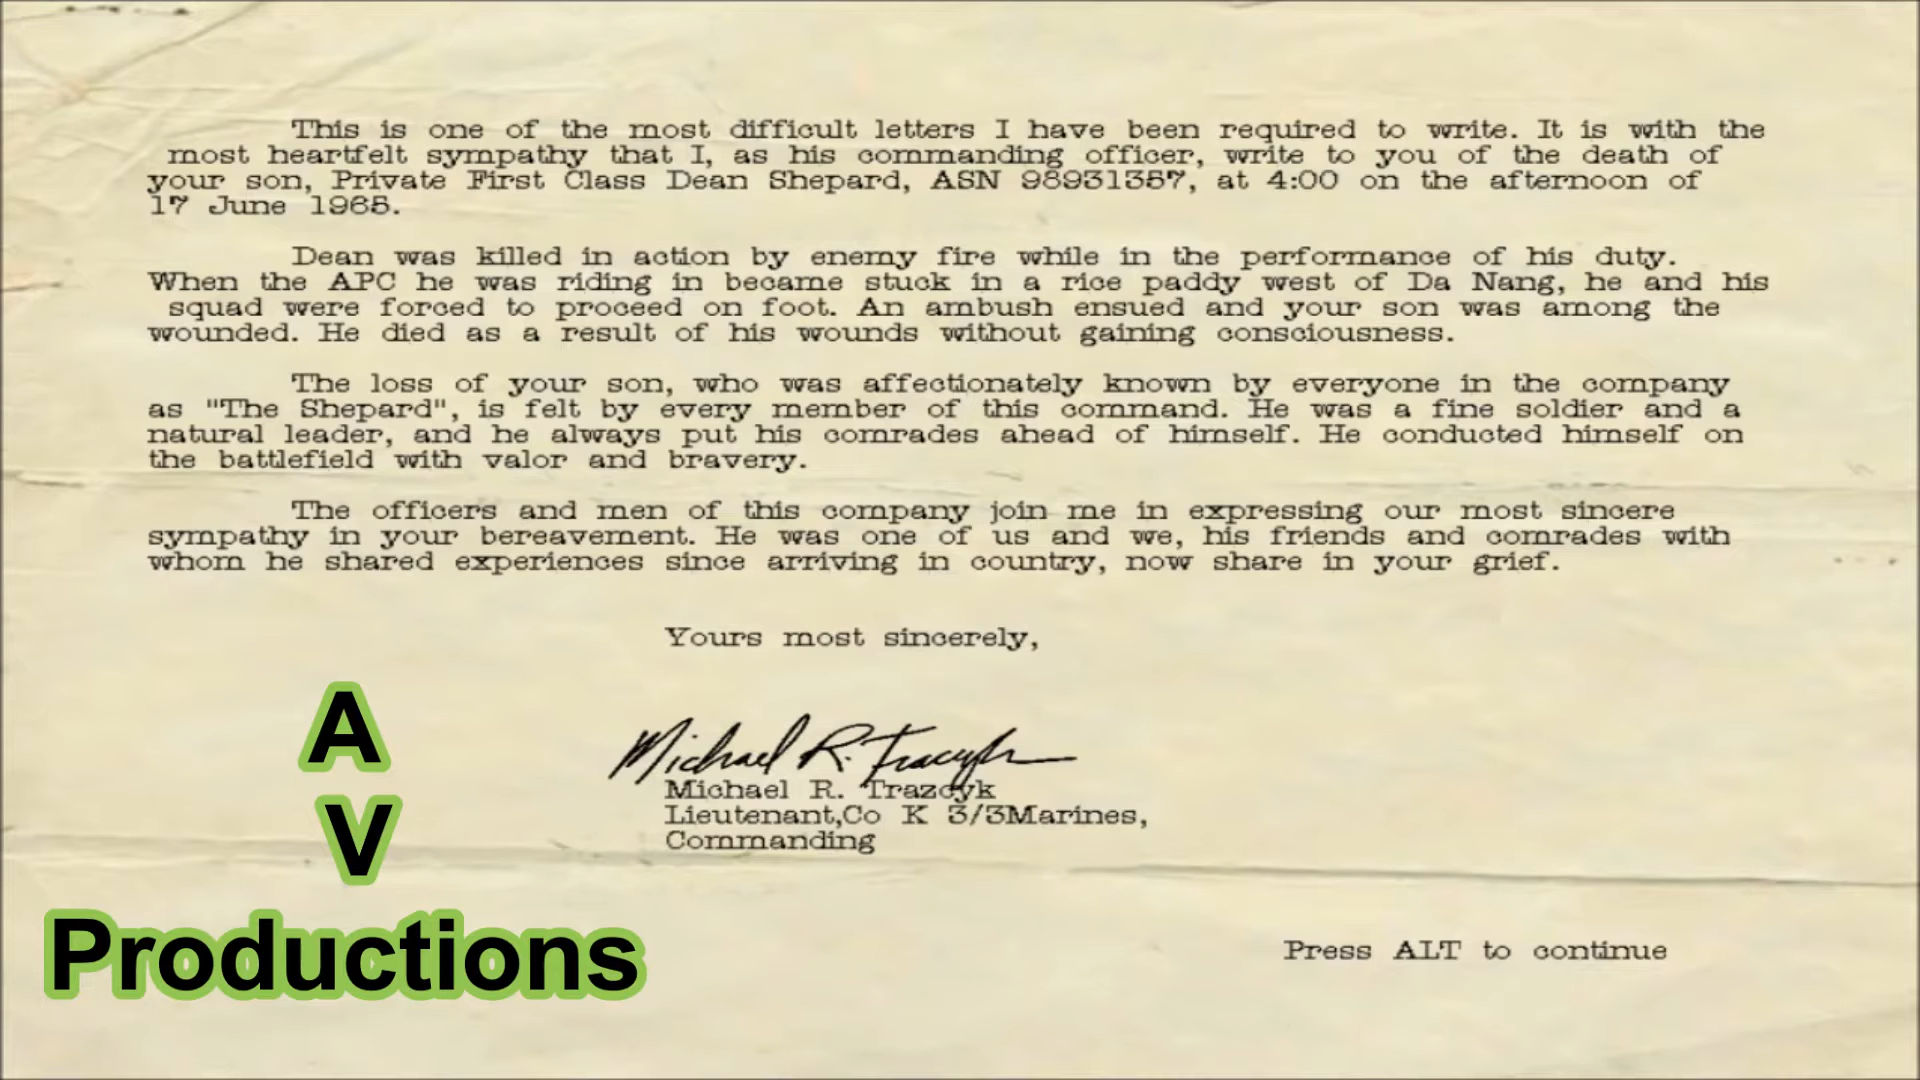 This is one of the most difficult letters I have been required to write. It is with the
most heartfelt sympathy that I, as his commanding officer, write to you of the death of
your son, Private First Class Dean Shepard, ASN 98931357, at 4:00 on the afternoon of
17 June 1965.
Dean was killed in action by enemy fire while in the performance of his duty.
When the APC he was riding in became stuck in a rice paddy west of Da Nang, he and his
squad were forced to proceed on foot. An ambush ensued and your son was among the
wounded. He died as a result of his wounds without gaining consciousness.
The loss of your son, who was affectionately known by everyone in the company
as "The Shepard", is felt by every member of this command. He was a fine soldier and a
natural leader, and he always put his comrades ahead of himself. He conducted himself on
the battlefield with valor and bravery.
The officers and men of this company join me in expressing our most sincere
sympathy in your bereavement. He was one of us and we, his friends and comrades with
whom he shared experiences since arriving in country, now share in your grief.
Yours most sincerely,
Michael R. Trazcyk
Michael R. Trazcyk
Lieutenant,Co K 3/3Marines,
Commanding
A
V
Productions
Press ALT to continue